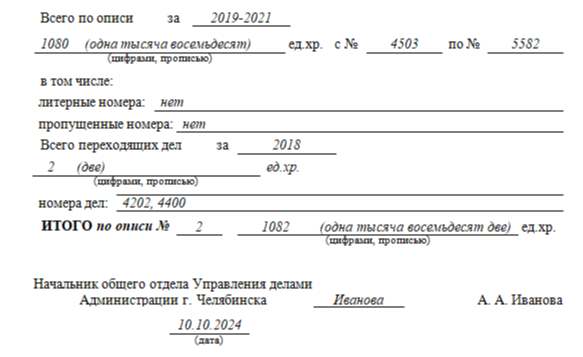 Всего по описи за 2019-2021
1080 (одна тысяча восемьдесят) ед.хр. с № 4503 по № 5582
(цифрами, прописью)
в том числе:
литерные номера: нет
пропущенные номера: нет
Всего переходящих дел за 2018
2 (две) ед.хр.
(цифрами, прописью)
номера дел: 4202, 4400
ИТОГО по описи № 2 1082 (одна тысяча восемьдесят две) ед.хр.
(цифрами, прописью)
Начальник общего отдела Управления делами
Администрации г. Челябинска Иванова А. А. Иванова
10.10.2024
(дата)